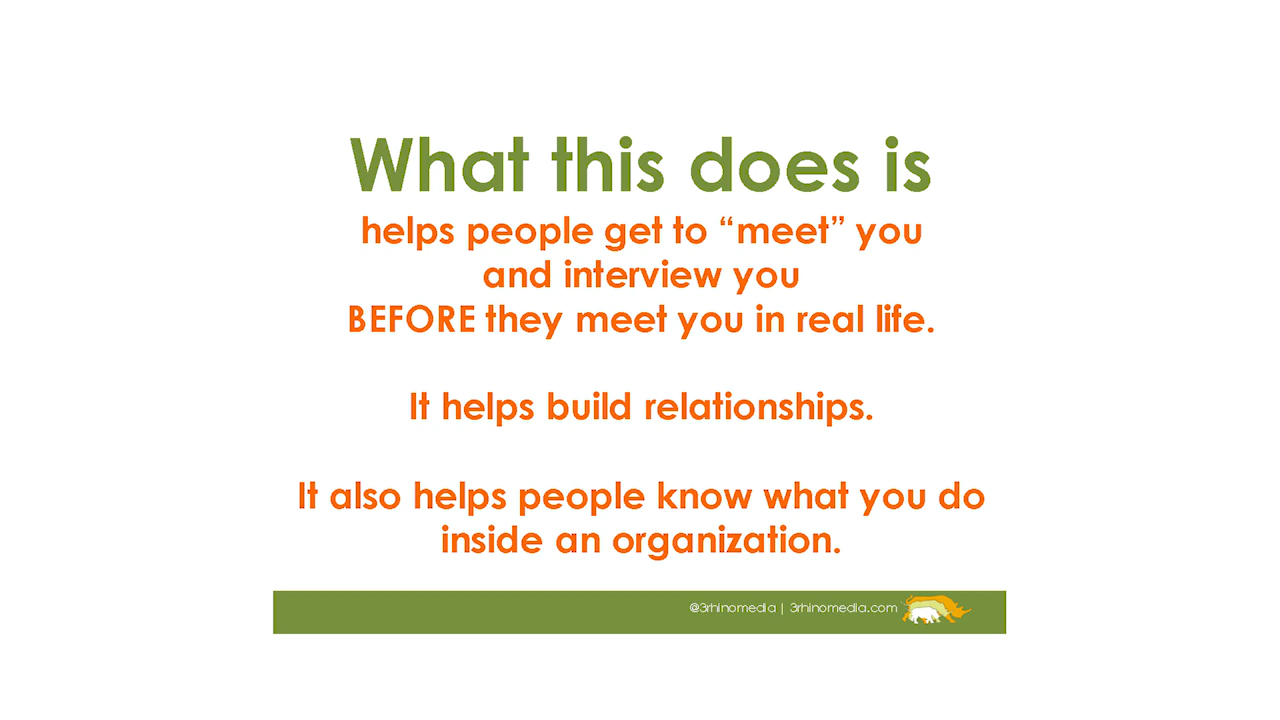 What this does is
helps people get to “meet” you
and interview you
BEFORE they meet you in real life.
It helps build relationships.
It also helps people know what you do
inside an organization.
@3rhinomedia | 3rhinomedia.com